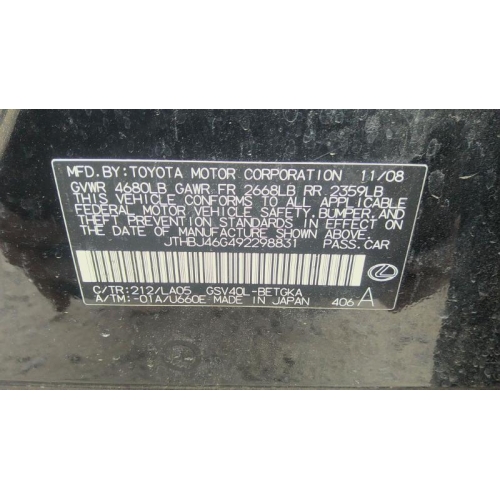 MFD. BY: TOYOTA MOTOR CORPORATION 11/08
GVWR 4680LB GAWR FR 2668LB RR 2359LB
THIS VEHICLE CONFORMS TO ALL APPLICABLE
FEDERAL MOTOR VEHICLE SAFETY, BUMPER, AND
THEFT PREVENTION STANDARDS IN EFFECT ON
THE DATE OF MANUFACTURE SHOWN ABOVE.
JTHBJ46G492298831 PASS. CAR
C/TR: 212/LA05 GSV40L-BETGKA
A/TM: -01A/U660E MADE IN JAPAN 406 A